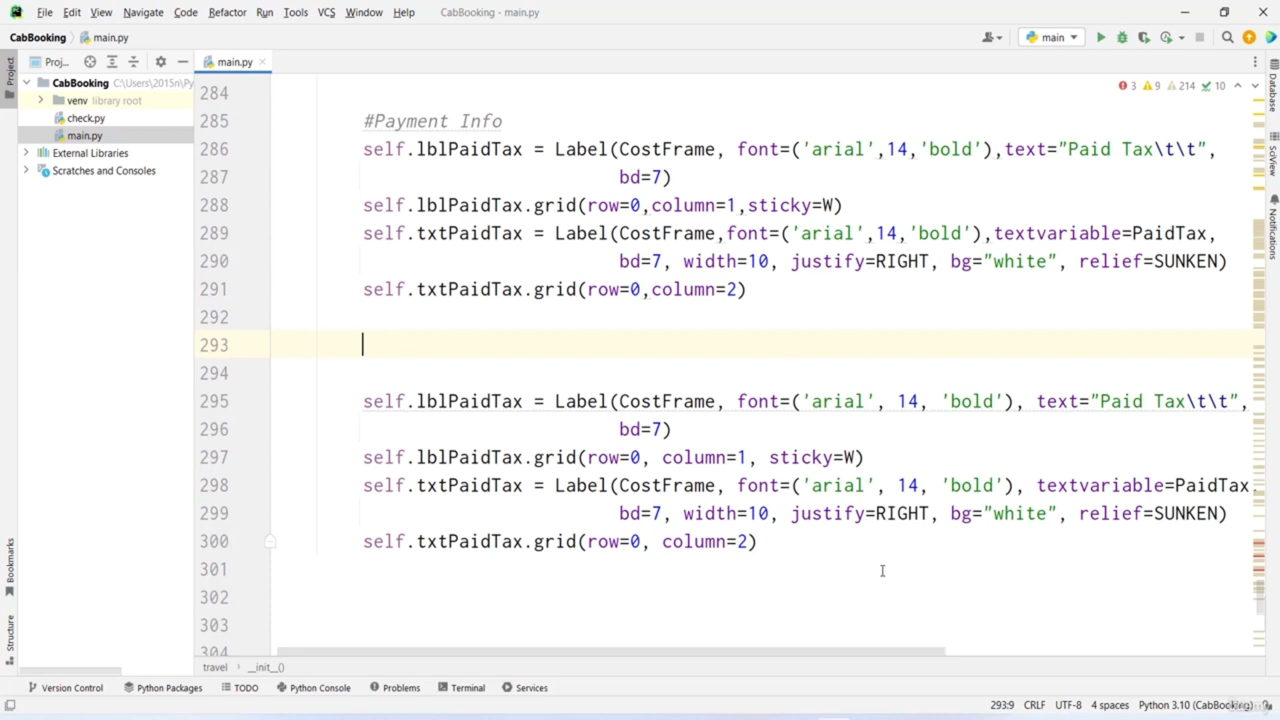 File Edit View Navigate Code Refactor Run Tools VCS Window Help CabBooking - main.py
CabBooking main.py main
Project Proj... main.py
CabBooking C:\Users\2015n\Py
venv library root
check.py
main.py
External Libraries
Scratches and Consoles
3 9 214 10
284
285 #Payment Info
286 self.lblPaidTax = Label(CostFrame, font=('arial',14,'bold'),text="Paid Tax\t\t",
287 bd=7)
288 self.lblPaidTax.grid(row=0,column=1,sticky=W)
289 self.txtPaidTax = Label(CostFrame,font=('arial',14,'bold'),textvariable=PaidTax,
290 bd=7, width=10, justify=RIGHT, bg="white", relief=SUNKEN)
291 self.txtPaidTax.grid(row=0,column=2)
292
293
294
295 self.lblPaidTax = Label(CostFrame, font=('arial', 14, 'bold'), text="Paid Tax\t\t",
296 bd=7)
297 self.lblPaidTax.grid(row=0, column=1, sticky=W)
298 self.txtPaidTax = Label(CostFrame, font=('arial', 14, 'bold'), textvariable=PaidTax,
299 bd=7, width=10, justify=RIGHT, bg="white", relief=SUNKEN)
300 self.txtPaidTax.grid(row=0, column=2)
301
302
303
304
Database
SciView
Notifications
Bookmarks
Structure
travel __init__()
Version Control Python Packages TODO Python Console Problems Terminal Services
293:9 CRLF UTF-8 4 spaces Python 3.10 (CabBooking)